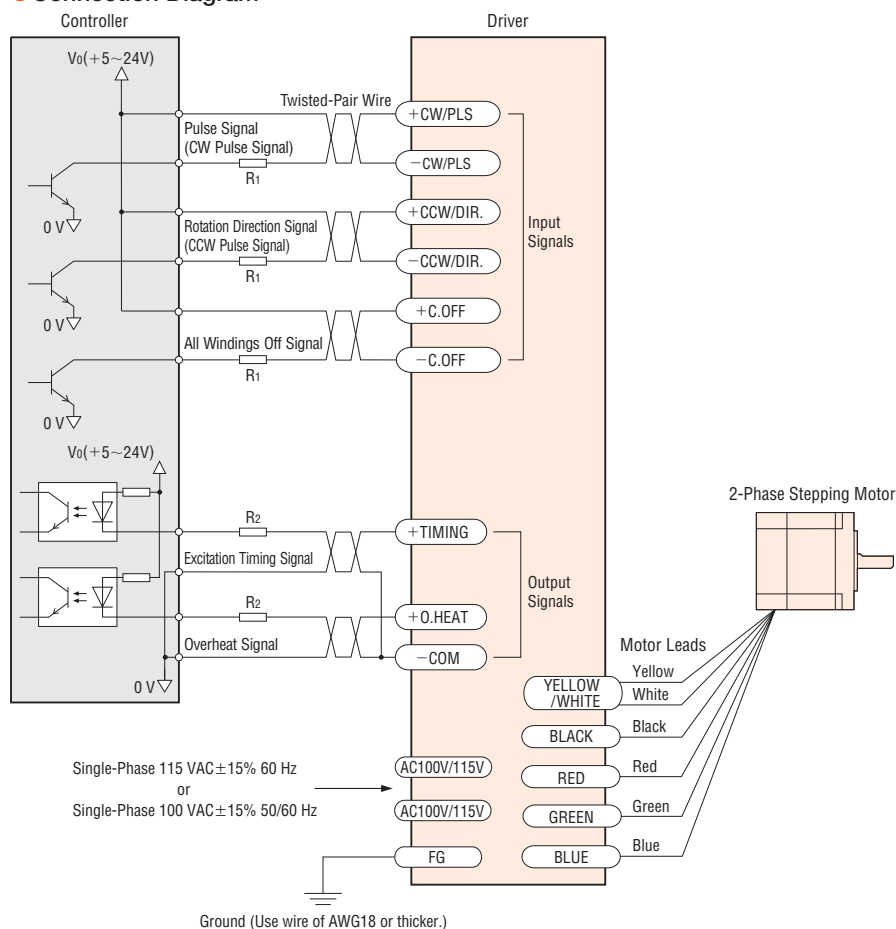 Controller
Driver
V0(+5~24V)
Twisted-Pair Wire
+CW/PLS
Pulse Signal
(CW Pulse Signal)
−CW/PLS
R1
0 V
+CCW/DIR.
Rotation Direction Signal
(CCW Pulse Signal)
Input
Signals
−CCW/DIR.
R1
0 V
+C.OFF
All Windings Off Signal
−C.OFF
R1
0 V
V0(+5~24V)
2-Phase Stepping Motor
R2
+TIMING
Excitation Timing Signal
Output
Signals
R2
+O.HEAT
Overheat Signal
−COM
0 V
Motor Leads
Yellow
YELLOW
/WHITE
White
BLACK
Black
Single-Phase 115 VAC±15% 60 Hz
or
Single-Phase 100 VAC±15% 50/60 Hz
AC100V/115V
RED
Red
AC100V/115V
GREEN
Green
FG
BLUE
Blue
Ground (Use wire of AWG18 or thicker.)